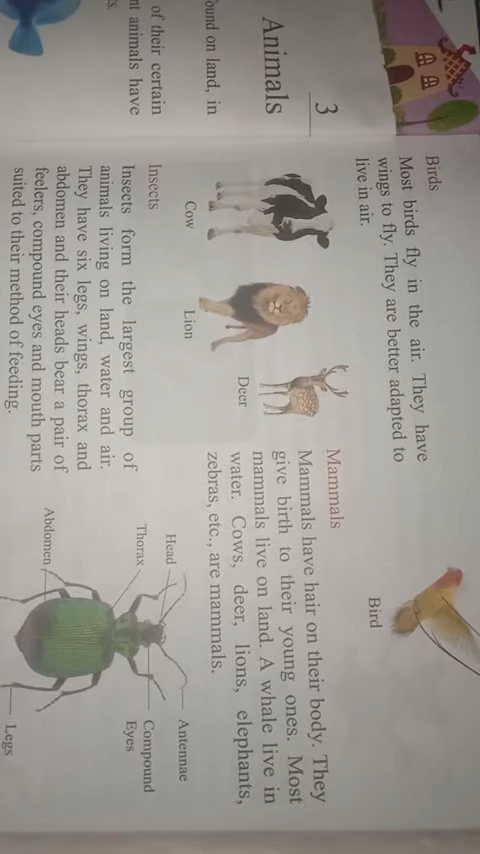 3
Animals
ound on land, in
of their certain
nt animals have
s.
Birds
Most birds fly in the air. They have
wings to fly. They are better adapted to
live in air.
Bird
Cow
Lion
Deer
Mammals
Mammals have hair on their body. They
give birth to their young ones. Most
mammals live on land. A whale live in
water. Cows, deer, lions, elephants,
zebras, etc., are mammals.
Insects
Insects form the largest group of
animals living on land, water and air.
They have six legs, wings, thorax and
abdomen and their heads bear a pair of
feelers, compound eyes and mouth parts
suited to their method of feeding.
Head
Thorax
Abdomen
Antennae
Compound
Eyes
Legs